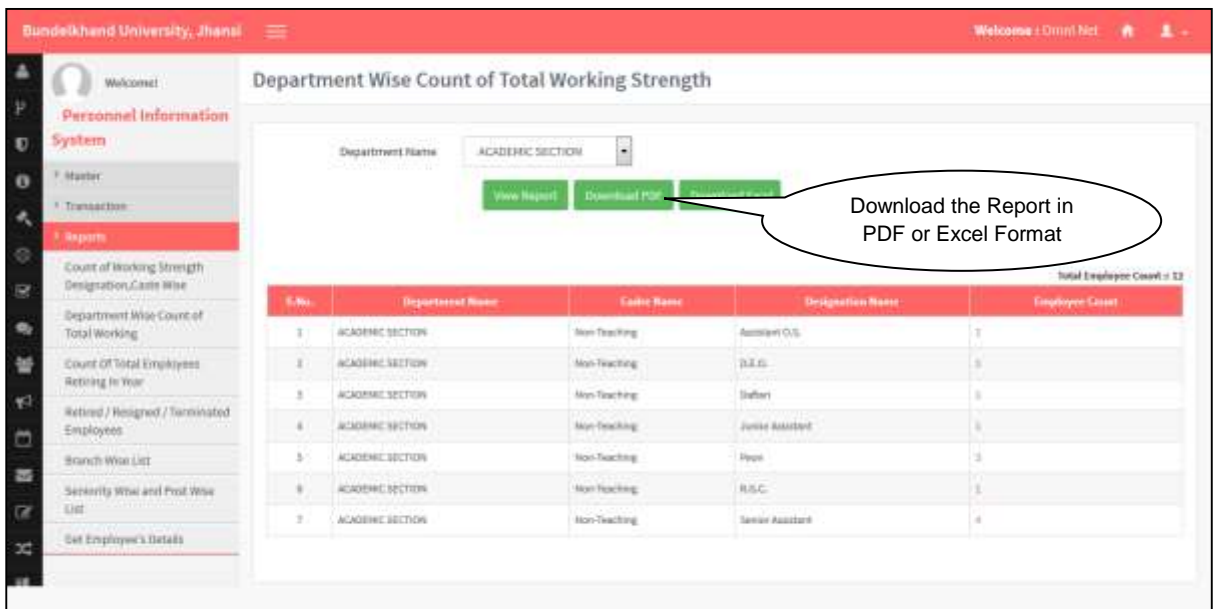 Bundelkhand University, Jhansi
Welcome : Omni Net
Welcome!
Personnel Information
System
Master
Transaction
Reports
Count of Working Strength
Designation,Caste Wise
Department Wise Count of
Total Working
Count Of Total Employees
Retiring In Year
Retired / Resigned / Terminated
Employees
Branch Wise List
Seniority Wise and Post Wise
List
Get Employee's Details
Department Wise Count of Total Working Strength
Department Name ACADEMIC SECTION
View Report Download PDF Download Excel
Download the Report in
PDF or Excel Format
Total Employee Count : 12
S.No. Department Name Cadre Name Designation Name Employee Count
1 ACADEMIC SECTION Non-Teaching Assistant O.S.
2 ACADEMIC SECTION Non-Teaching D.E.O.
3 ACADEMIC SECTION Non-Teaching Daftari
4 ACADEMIC SECTION Non-Teaching Junior Assistant
5 ACADEMIC SECTION Non-Teaching Peon
6 ACADEMIC SECTION Non-Teaching R.G.C.
7 ACADEMIC SECTION Non-Teaching Senior Assistant 4